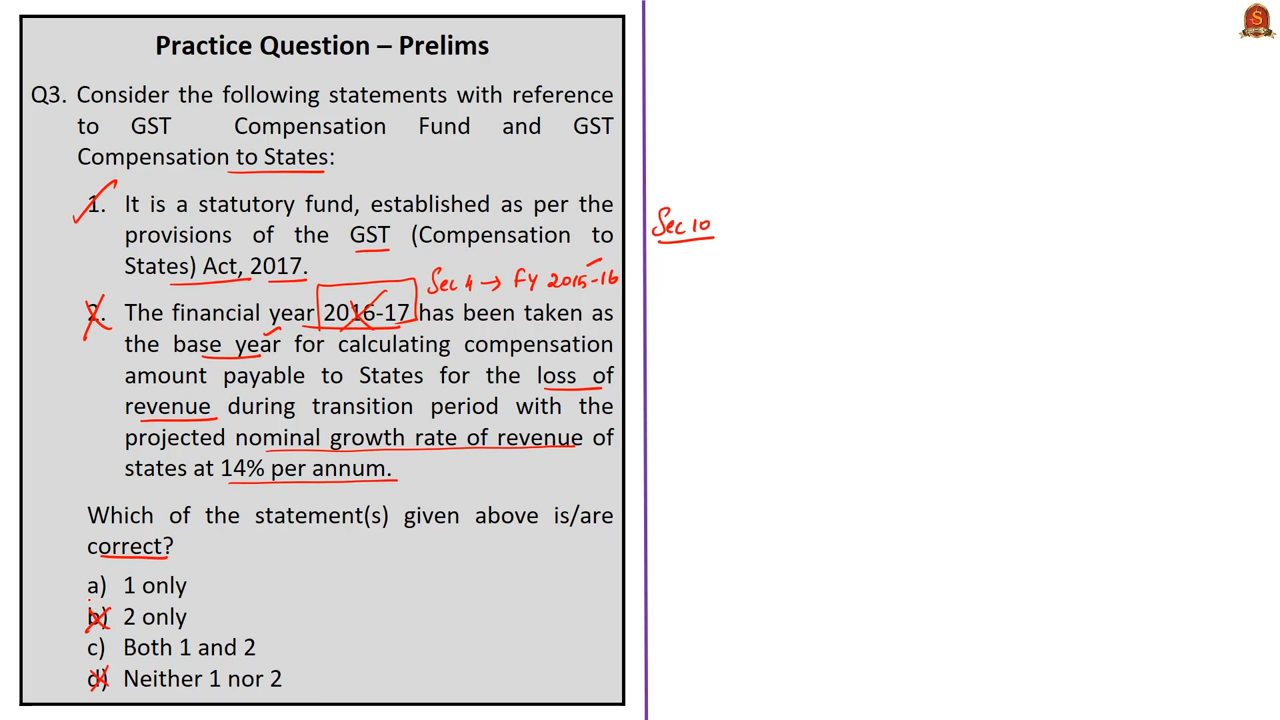 Practice Question – Prelims
Q3. Consider the following statements with reference
to GST Compensation Fund and GST
Compensation to States:
1. It is a statutory fund, established as per the
provisions of the GST (Compensation to
Sec 10
States) Act, 2017.
Sec 4 → FY 2015-16
2. The financial year 2016-17 has been taken as
the base year for calculating compensation
amount payable to States for the loss of
revenue during transition period with the
projected nominal growth rate of revenue of
states at 14% per annum.
Which of the statement(s) given above is/are
correct?
a) 1 only
b) 2 only
c) Both 1 and 2
d) Neither 1 nor 2
S